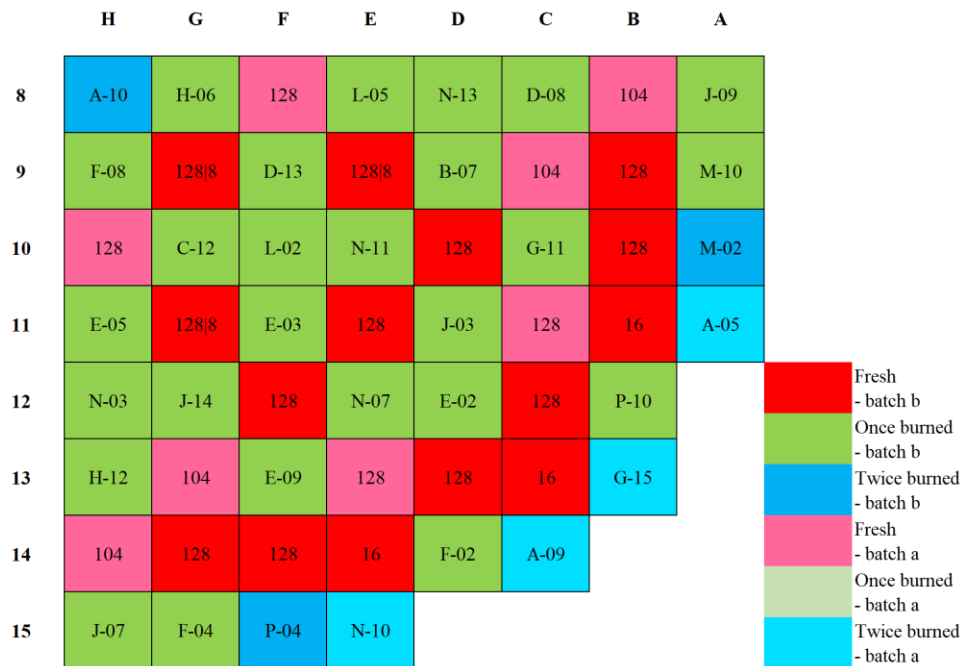 H G F E D C B A
8 A-10 H-06 128 L-05 N-13 D-08 104 J-09
9 F-08 128|8 D-13 128|8 B-07 104 128 M-10
10 128 C-12 L-02 N-11 128 G-11 128 M-02
11 E-05 128|8 E-03 128 J-03 128 16 A-05
12 N-03 J-14 128 N-07 E-02 128 P-10
13 H-12 104 E-09 128 128 16 G-15
14 104 128 128 16 F-02 A-09
15 J-07 F-04 P-04 N-10
Fresh
- batch b
Once burned
- batch b
Twice burned
- batch b
Fresh
- batch a
Once burned
- batch a
Twice burned
- batch a